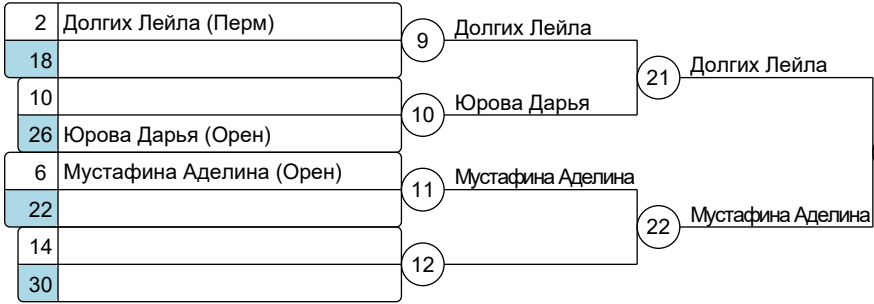 2 Долгих Лейла (Перм)
9 Долгих Лейла
18
21 Долгих Лейла
10
10 Юрова Дарья
26 Юрова Дарья (Орен)
6 Мустафина Аделина (Орен)
11 Мустафина Аделина
22
22 Мустафина Аделина
14
12
30